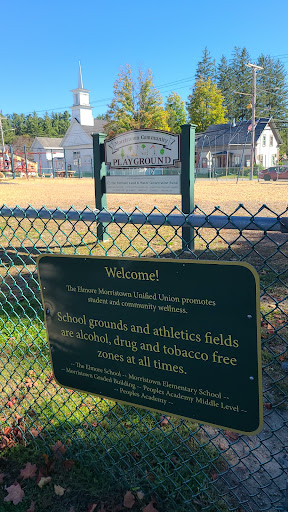 Community
PLAYGROUND
Welcome!
The Elmore Morristown Unified Union promotes
student and community wellness.
School grounds and athletics fields
are alcohol, drug and tobacco free
zones at all times.
-- The Elmore School -- Morristown Elementary School --
-- Morristown Graded Building -- Peoples Academy Middle Level --
-- Peoples Academy --